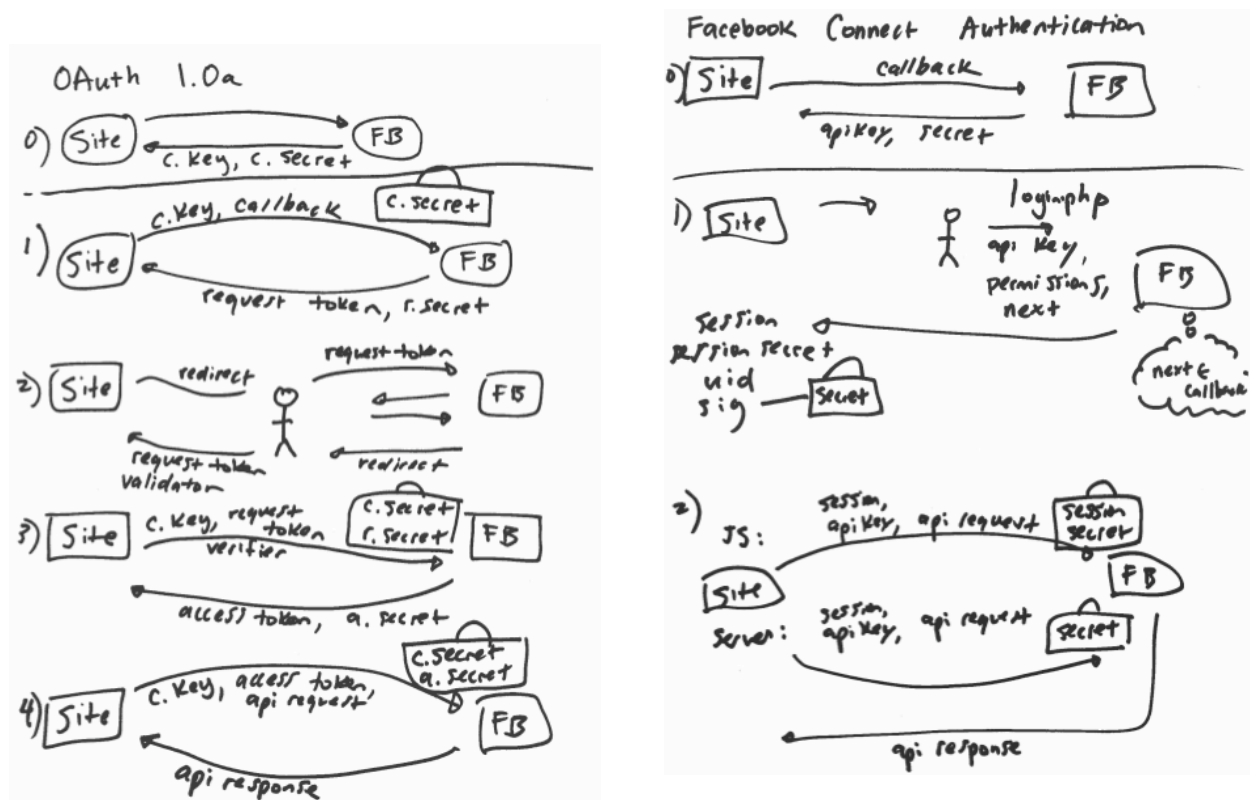 OAuth 1.0a
0) Site
FB
c. key, c. secret
c.secret
c.key, callback
1) Site
FB
request token, r.secret
request token
2) Site
redirect
FB
request token
validator
redirect
3) Site
c. key, request
token
verifier
c.secret
r.secret
FB
access token, a. secret
c.secret
a.secret
4) Site
c. key, access token,
api request
FB
api response
Facebook Connect Authentication
0) Site
callback
FB
apikey, secret
1) Site
login.php
api key,
permissions,
next
FB
session
session secret
uid
sig
secret
next ∈
callback
2)
JS:
session,
apikey, api request
session
secret
Site
FB
Server:
session,
apikey, api request
secret
api response